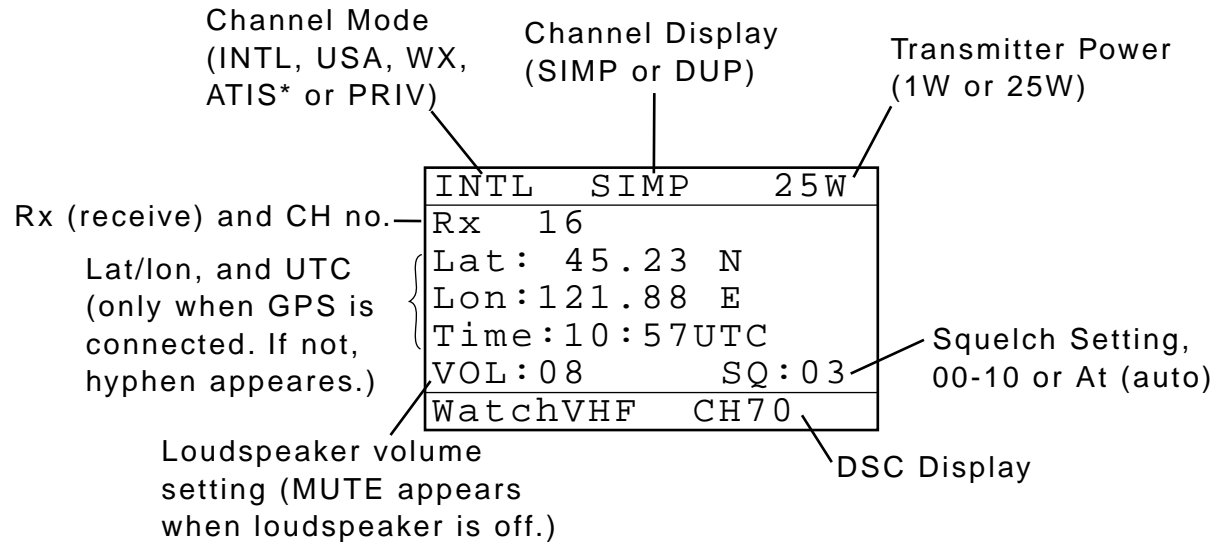 Channel Mode
(INTL, USA, WX,
ATIS* or PRIV)
Channel Display
(SIMP or DUP)
Transmitter Power
(1W or 25W)
INTL SIMP 25W
Rx (receive) and CH no.
Rx 16
Lat/lon, and UTC
(only when GPS is
connected. If not,
hyphen appeares.)
Lat: 45.23 N
Lon:121.88 E
Time:10:57UTC
VOL:08 SQ:03
WatchVHF CH70
Squelch Setting,
00-10 or At (auto)
Loudspeaker volume
setting (MUTE appears
when loudspeaker is off.)
DSC Display